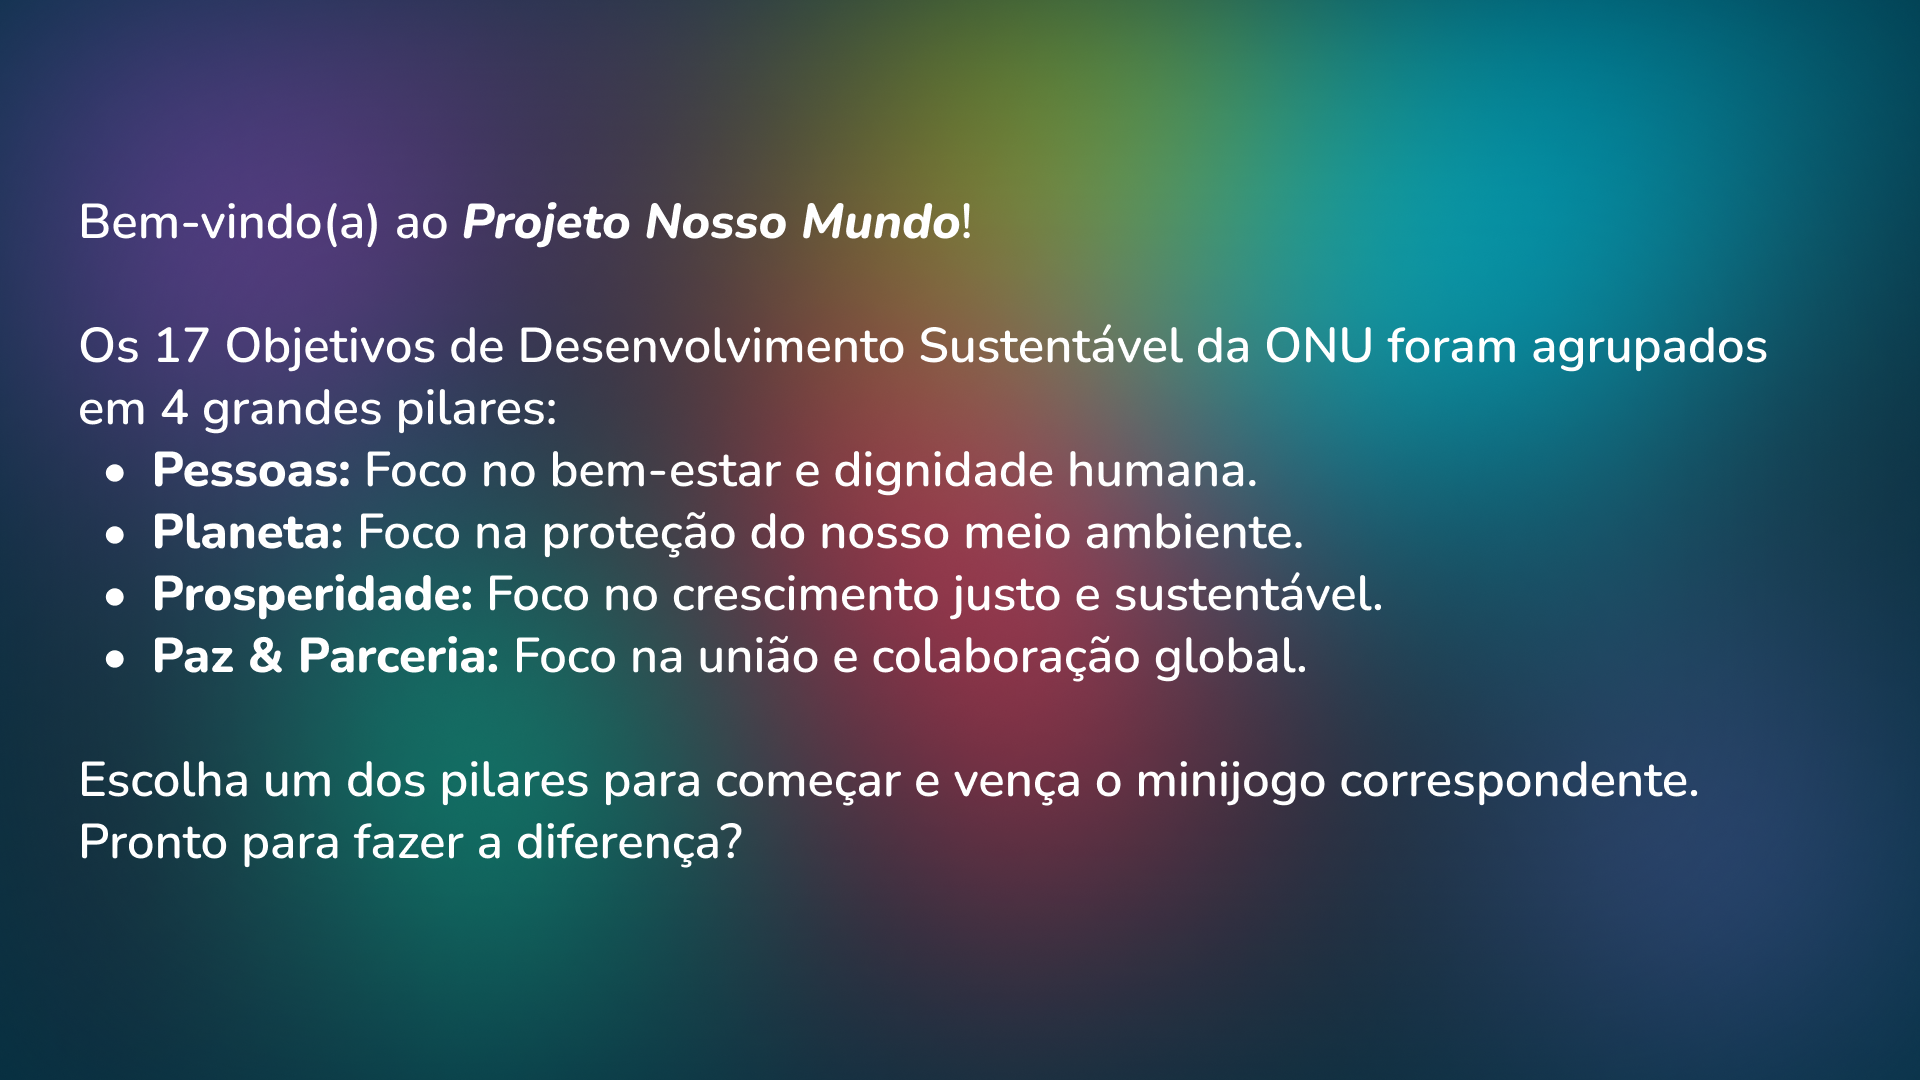 Bem-vindo(a) ao Projeto Nosso Mundo!
Os 17 Objetivos de Desenvolvimento Sustentável da ONU foram agrupados
em 4 grandes pilares:
• Pessoas: Foco no bem-estar e dignidade humana.
• Planeta: Foco na proteção do nosso meio ambiente.
• Prosperidade: Foco no crescimento justo e sustentável.
• Paz & Parceria: Foco na união e colaboração global.
Escolha um dos pilares para começar e vença o minijogo correspondente.
Pronto para fazer a diferença?